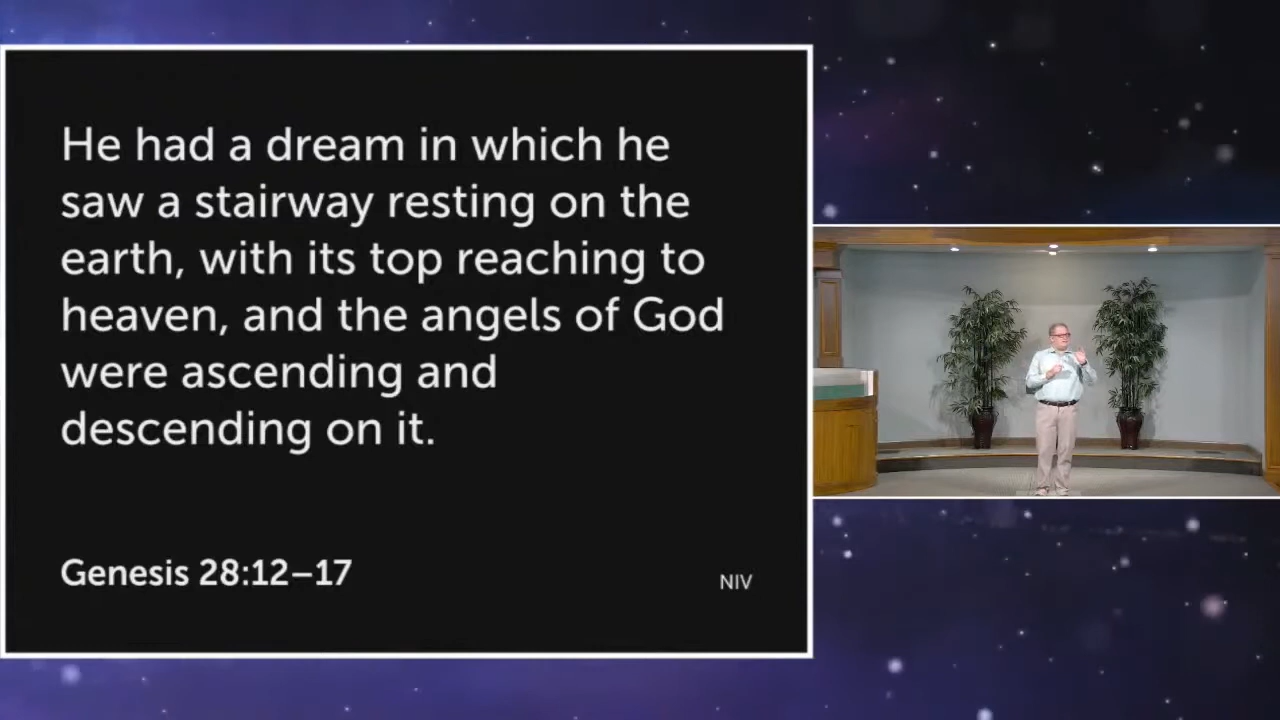 He had a dream in which he
saw a stairway resting on the
earth, with its top reaching to
heaven, and the angels of God
were ascending and
descending on it.
Genesis 28:12–17
NIV